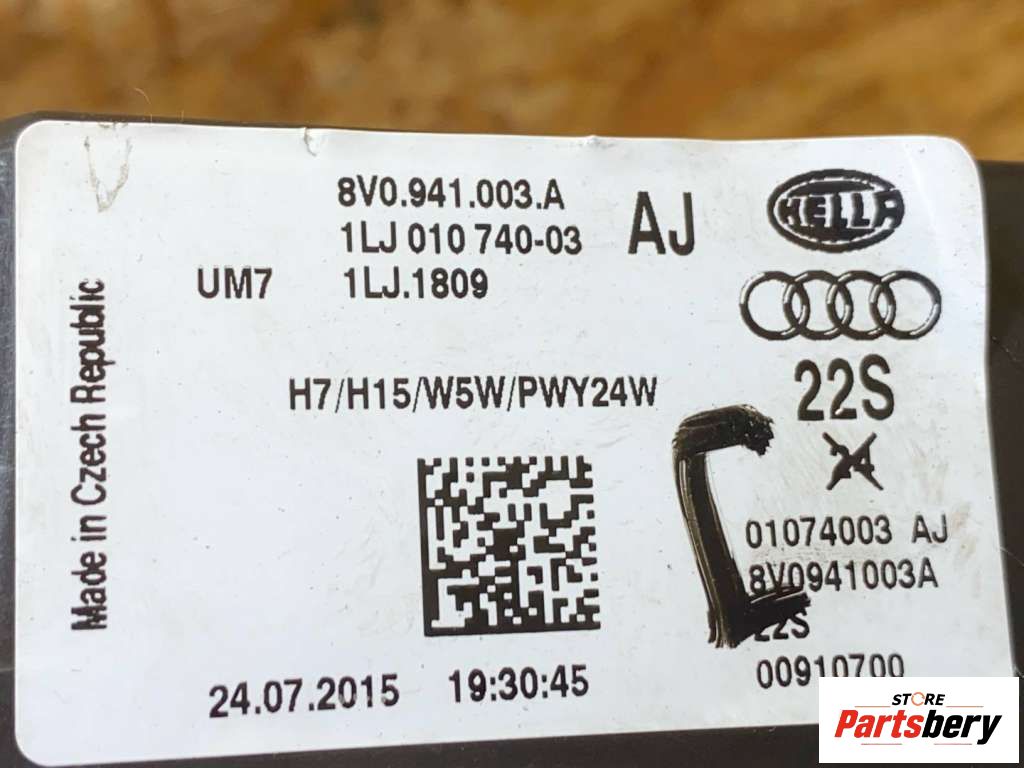 8V0.941.003.A
1LJ 010 740-03 AJ
UM7 1LJ.1809
HELLA
H7/H15/W5W/PWY24W
22S
24
01074003 AJ
8V0941003A
22S
00910700
24.07.2015 19:30:45
Made in Czech Republic
STORE
Partsbery